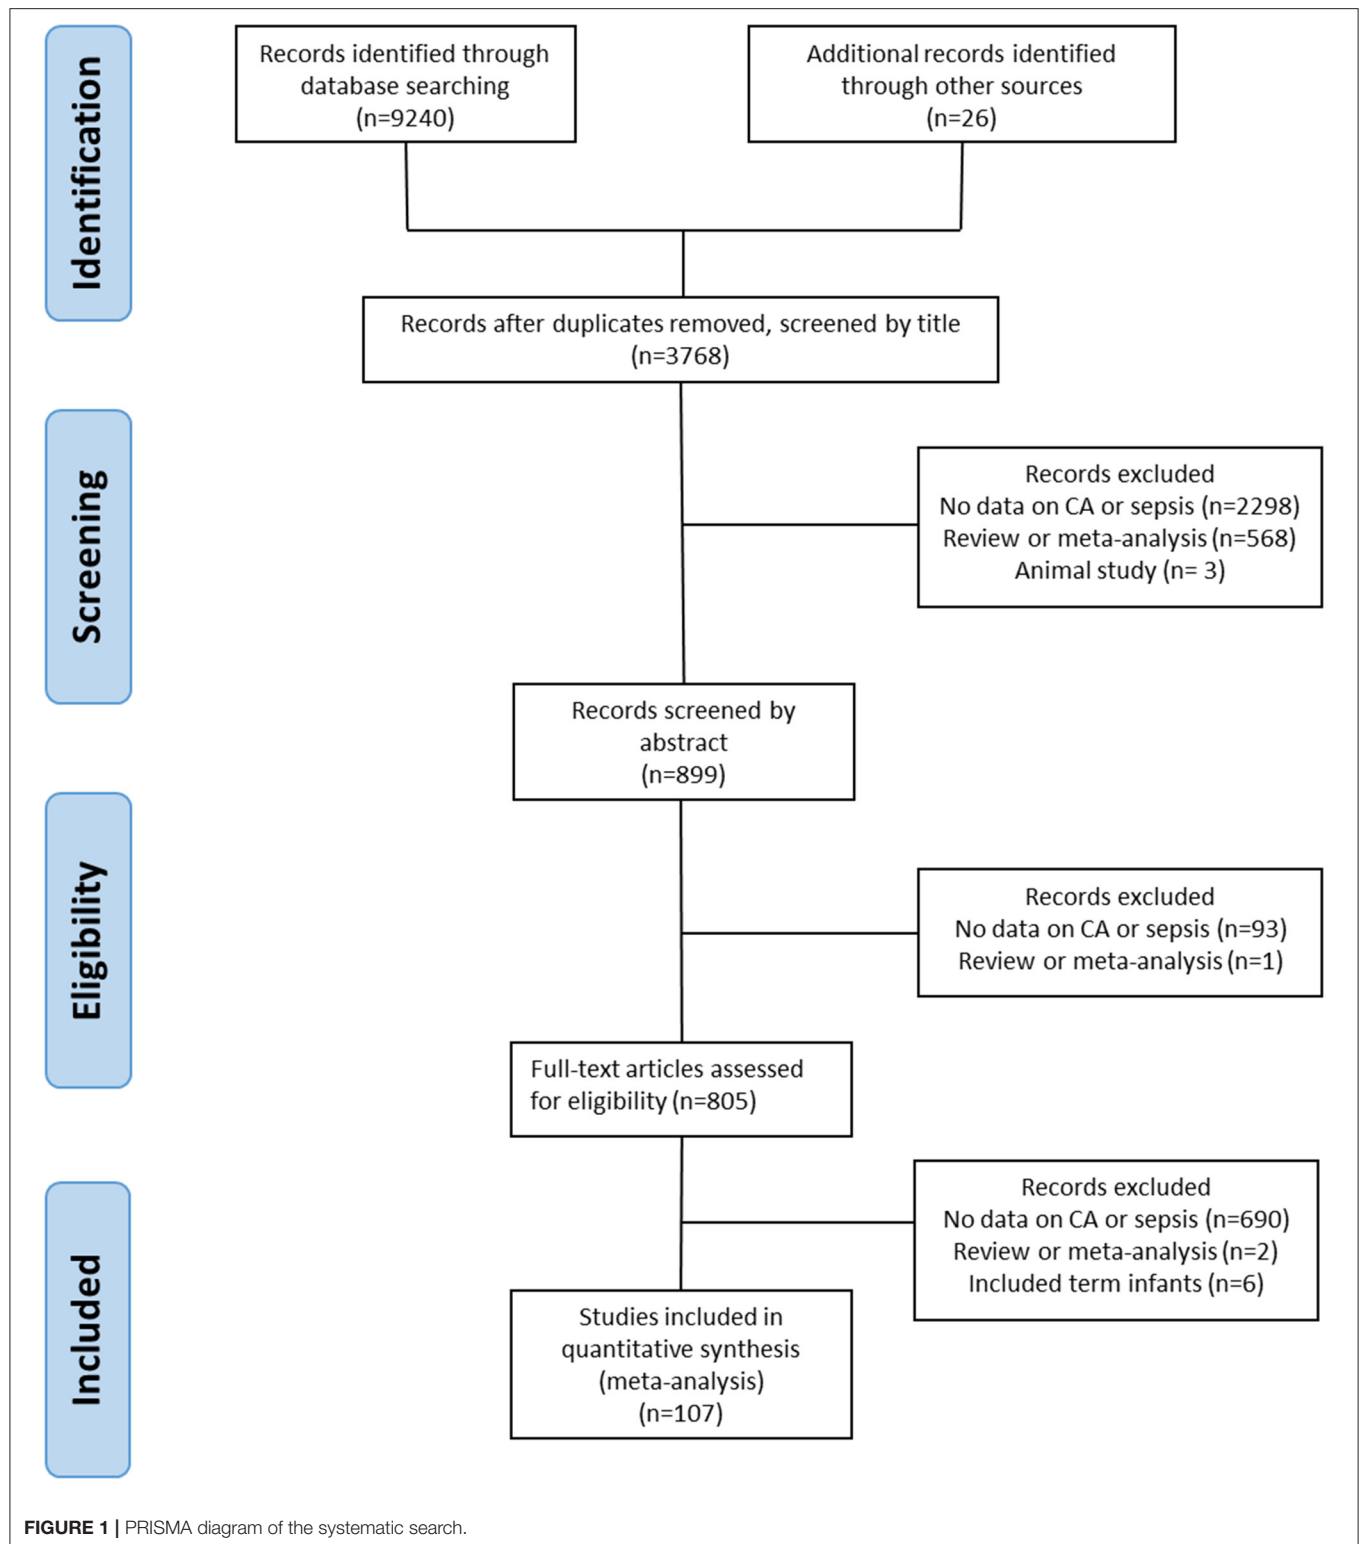 Identification
Records identified through
database searching
(n=9240)
Additional records identified
through other sources
(n=26)
Records after duplicates removed, screened by title
(n=3768)
Screening
Records excluded
No data on CA or sepsis (n=2298)
Review or meta-analysis (n=568)
Animal study (n= 3)
Records screened by
abstract
(n=899)
Eligibility
Records excluded
No data on CA or sepsis (n=93)
Review or meta-analysis (n=1)
Full-text articles assessed
for eligibility (n=805)
Included
Records excluded
No data on CA or sepsis (n=690)
Review or meta-analysis (n=2)
Included term infants (n=6)
Studies included in
quantitative synthesis
(meta-analysis)
(n=107)
FIGURE 1 | PRISMA diagram of the systematic search.